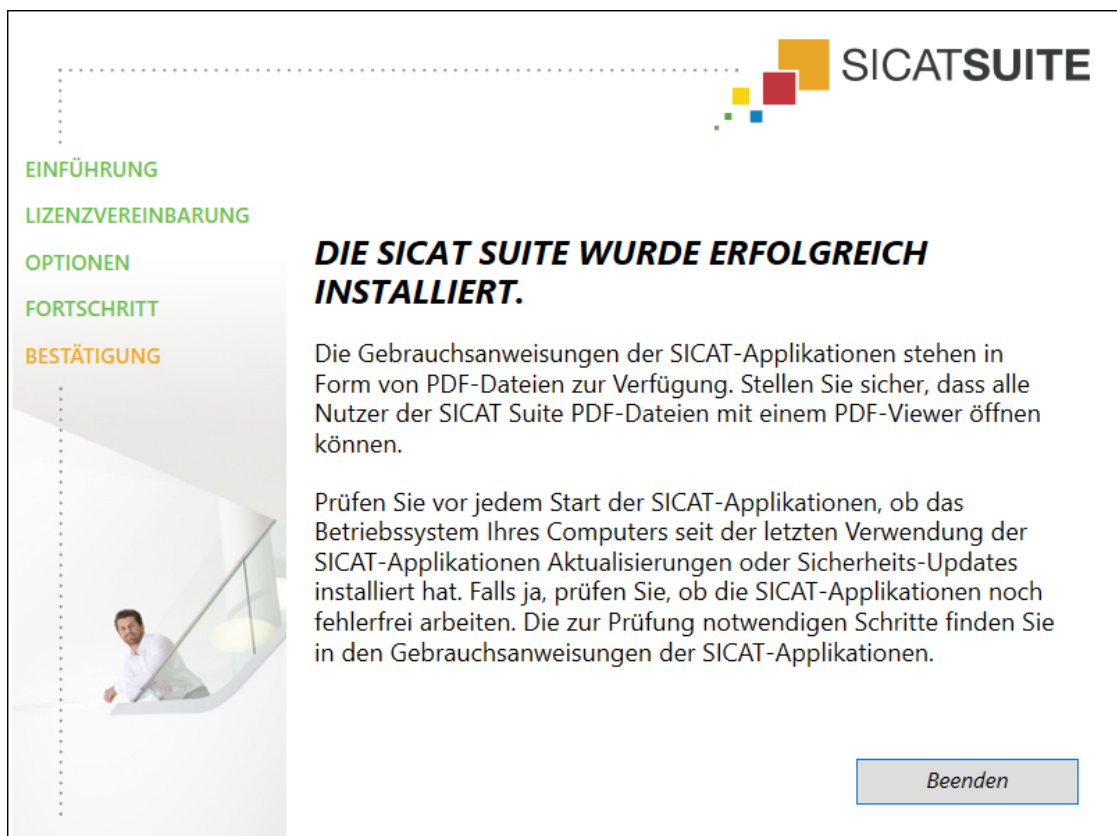 SICATSUITE
EINFÜHRUNG
LIZENZVEREINBARUNG
OPTIONEN
FORTSCHRITT
BESTÄTIGUNG
DIE SICAT SUITE WURDE ERFOLGREICH
INSTALLIERT.
Die Gebrauchsanweisungen der SICAT-Applikationen stehen in
Form von PDF-Dateien zur Verfügung. Stellen Sie sicher, dass alle
Nutzer der SICAT Suite PDF-Dateien mit einem PDF-Viewer öffnen
können.
Prüfen Sie vor jedem Start der SICAT-Applikationen, ob das
Betriebssystem Ihres Computers seit der letzten Verwendung der
SICAT-Applikationen Aktualisierungen oder Sicherheits-Updates
installiert hat. Falls ja, prüfen Sie, ob die SICAT-Applikationen noch
fehlerfrei arbeiten. Die zur Prüfung notwendigen Schritte finden Sie
in den Gebrauchsanweisungen der SICAT-Applikationen.
Beenden